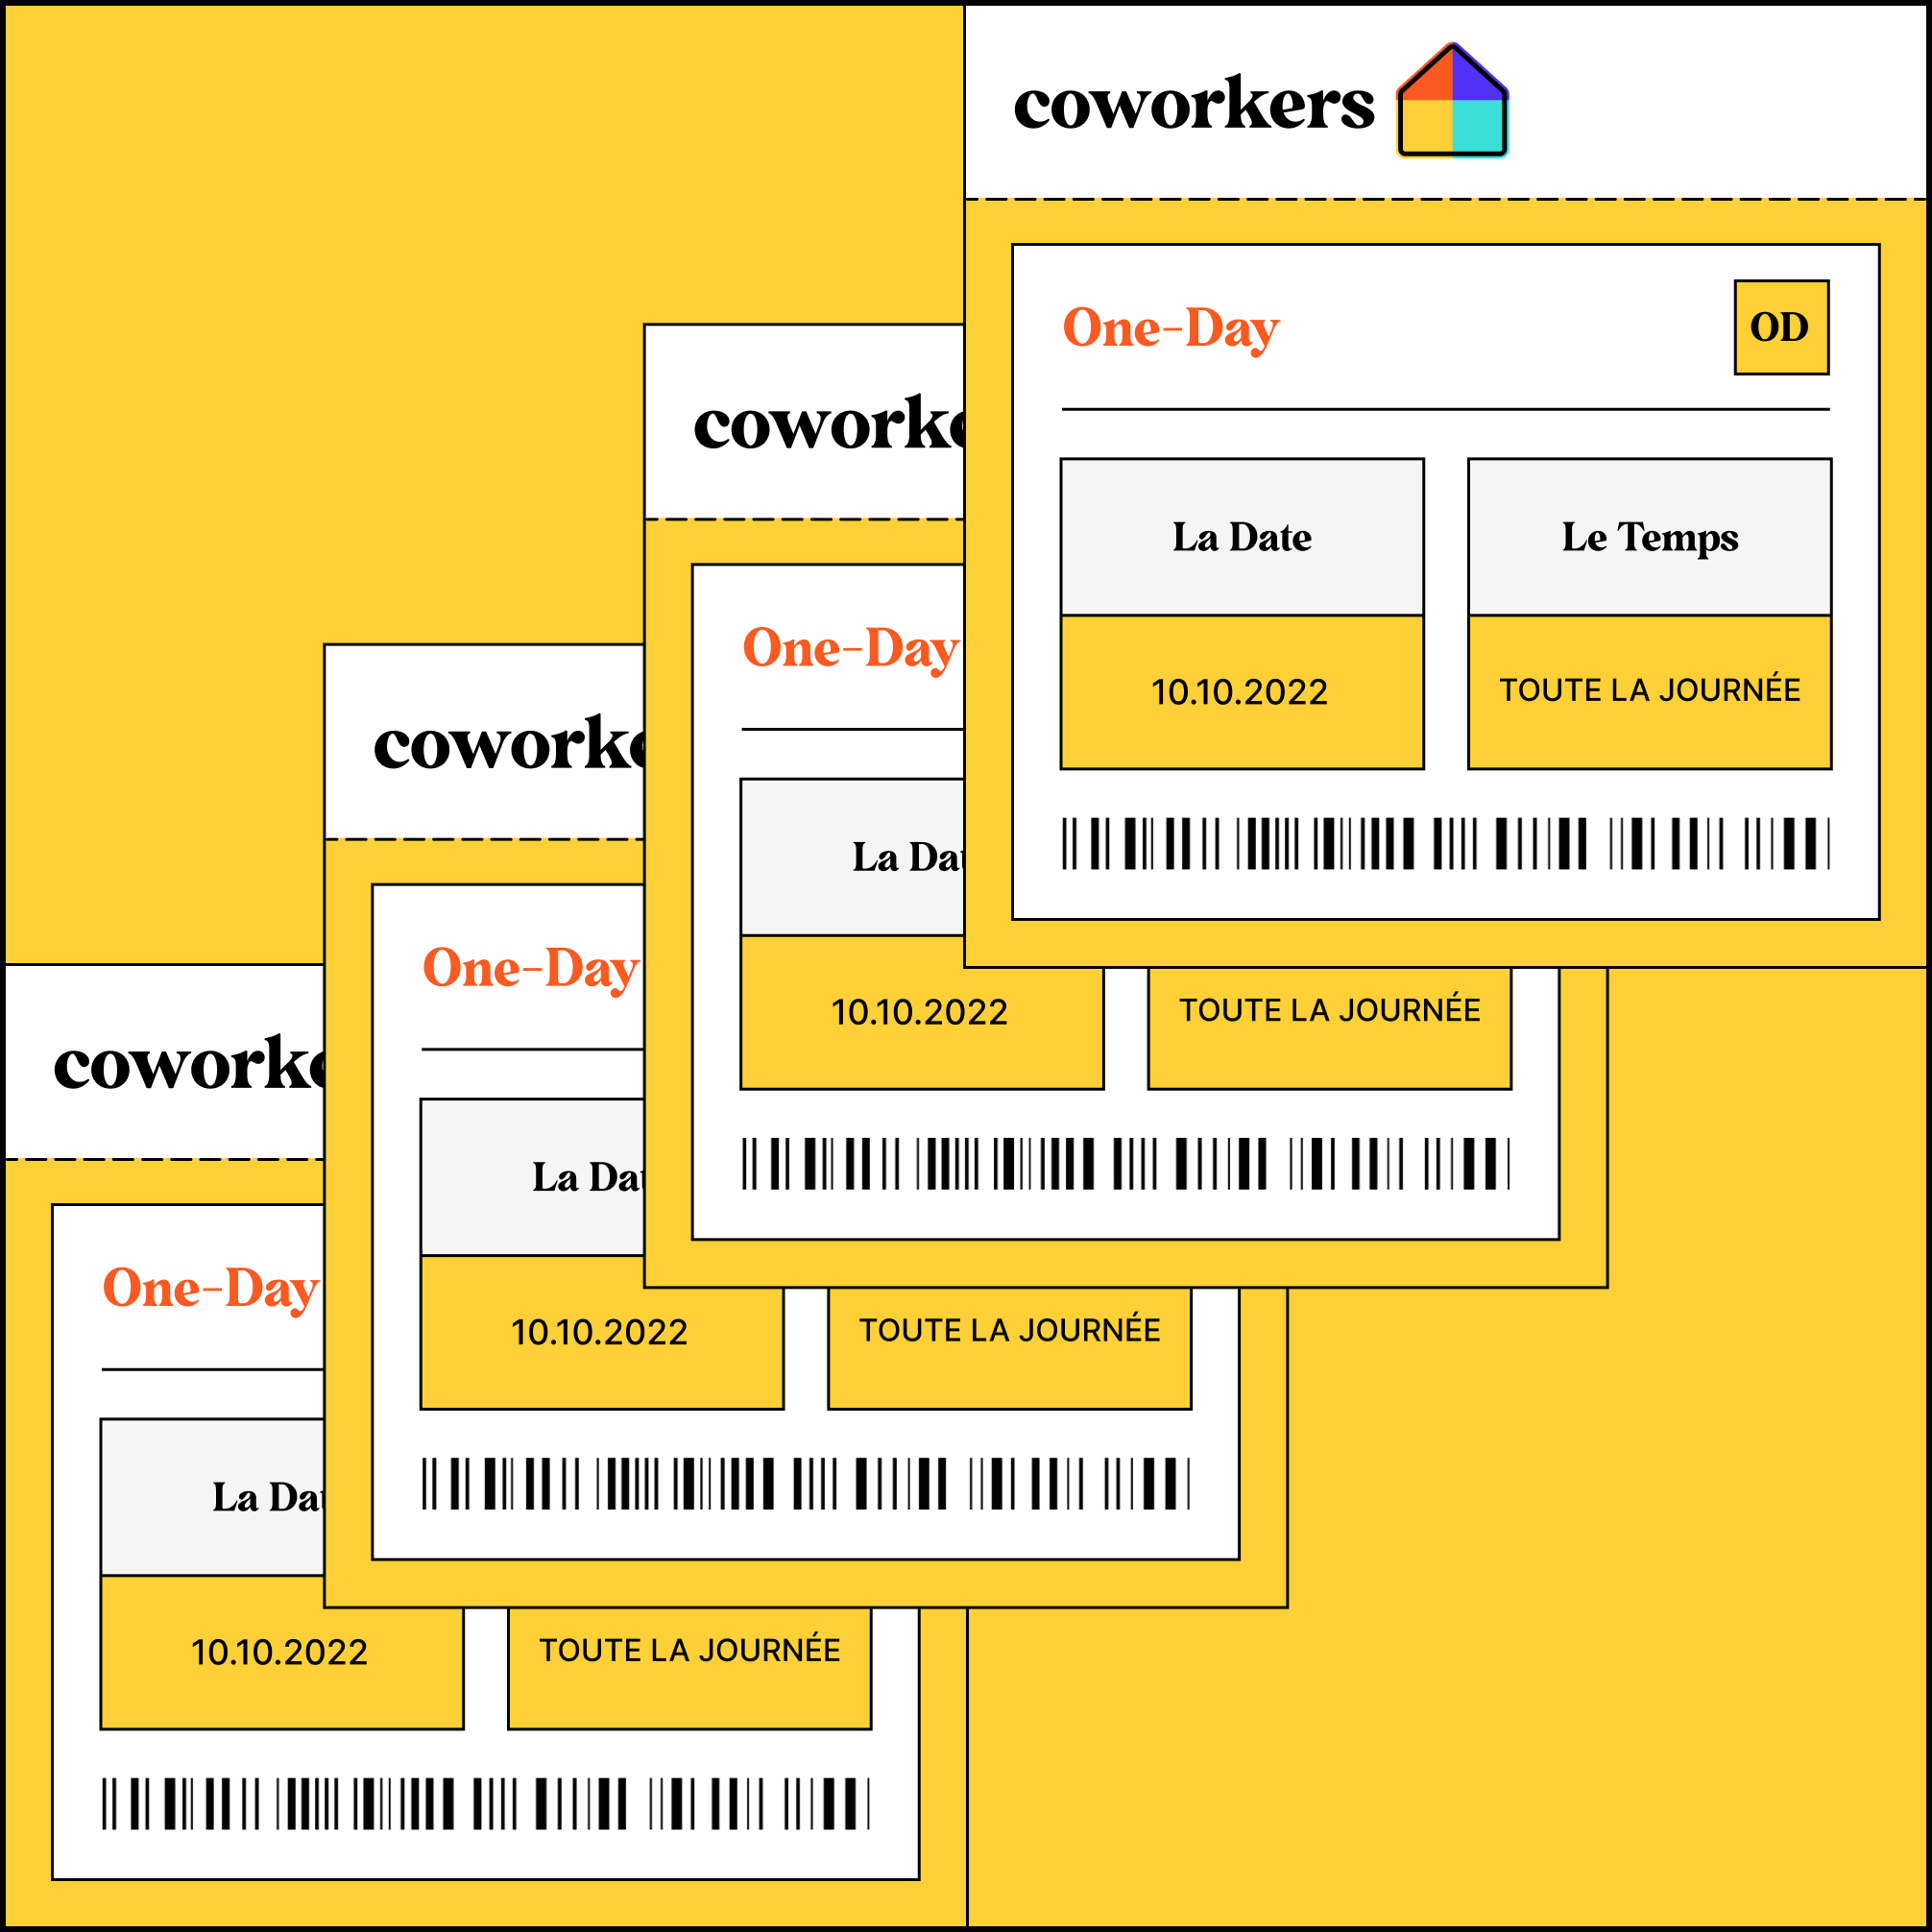 coworkers
One-Day
OD
La Date
Le Temps
10.10.2022
TOUTE LA JOURNÉE
coworke
One-Day
La Dat
10.10.2022
TOUTE LA JOURNÉE
coworke
One-Day
La Dat
10.10.2022
TOUTE LA JOURNÉE
coworke
One-Day
La Dat
10.10.2022
TOUTE LA JOURNÉE